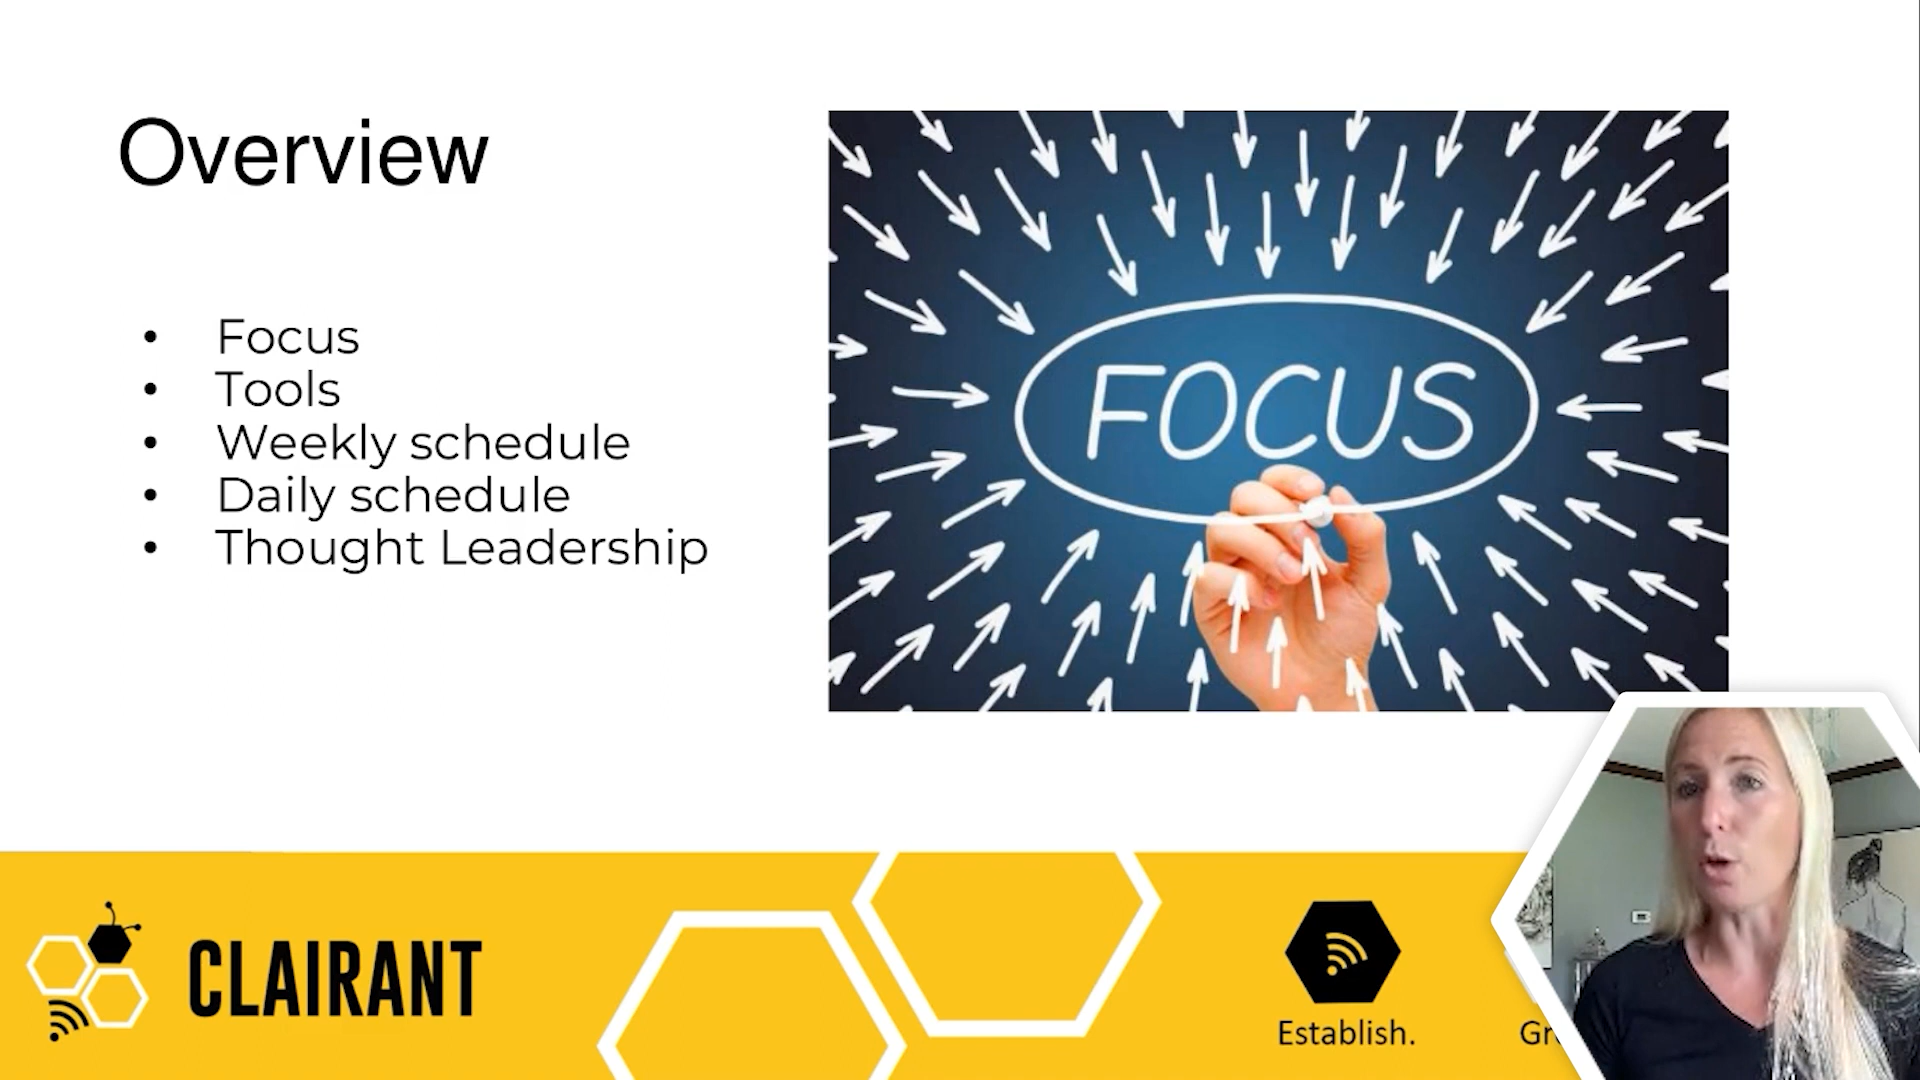 Overview
• Focus
• Tools
• Weekly schedule
• Daily schedule
• Thought Leadership
FOCUS
CLAIRANT
Establish.